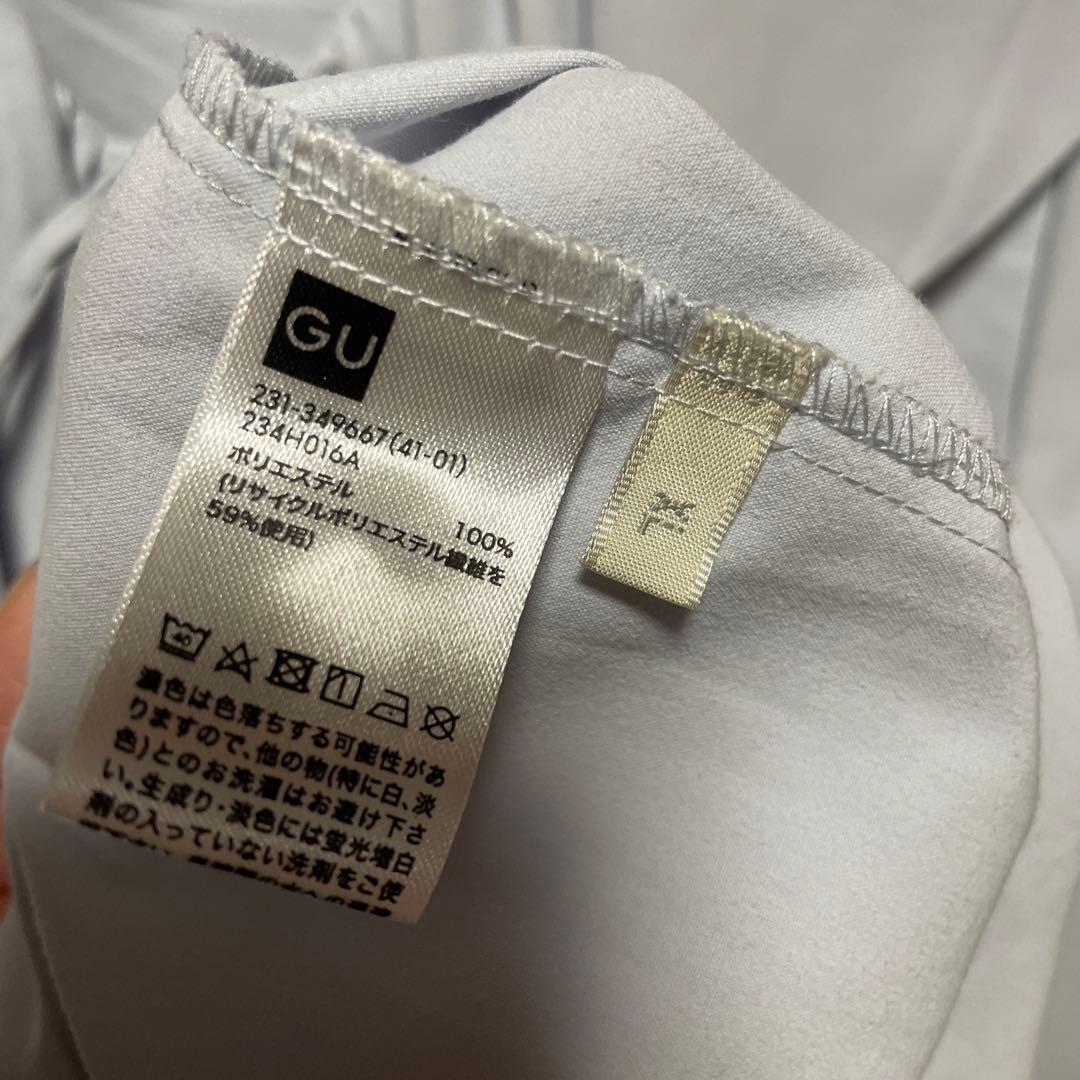 GU
231-349667(41-01)
234H016A
ポリエステル 100%
(リサイクルポリエステル繊維を
59%使用)
40
濃色は色落ちする可能性があ
りますので、他の物(特に白、淡
色)とのお洗濯はお避け下さ
い。生成り・淡色には蛍光増白
剤の入っていない洗剤をご使